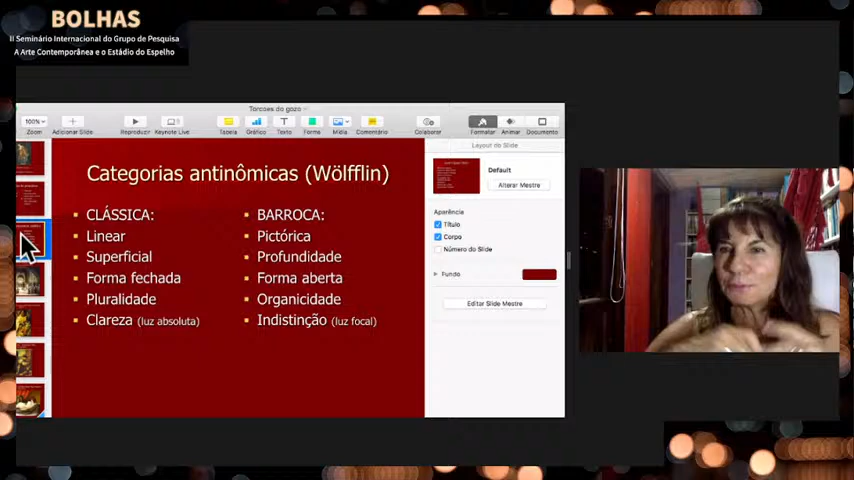 BOLHAS
II Seminário Internacional do Grupo de Pesquisa
A Arte Contemporânea e o Estádio do Espelho
Torcoes do gozo
100%
Zoom
Adicionar Slide
Reproduzir
Keynote Live
Tabela
Gráfico
Texto
Forma
Mídia
Comentário
Colaborar
Formatar
Animar
Documento
Categorias antinômicas (Wölfflin)
CLÁSSICA:
Linear
Superficial
Forma fechada
Pluralidade
Clareza (luz absoluta)
BARROCA:
Pictórica
Profundidade
Forma aberta
Organicidade
Indistinção (luz focal)
Layout do Slide
Default
Alterar Mestre
Aparência
Título
Corpo
Número do Slide
Fundo
Editar Slide Mestre